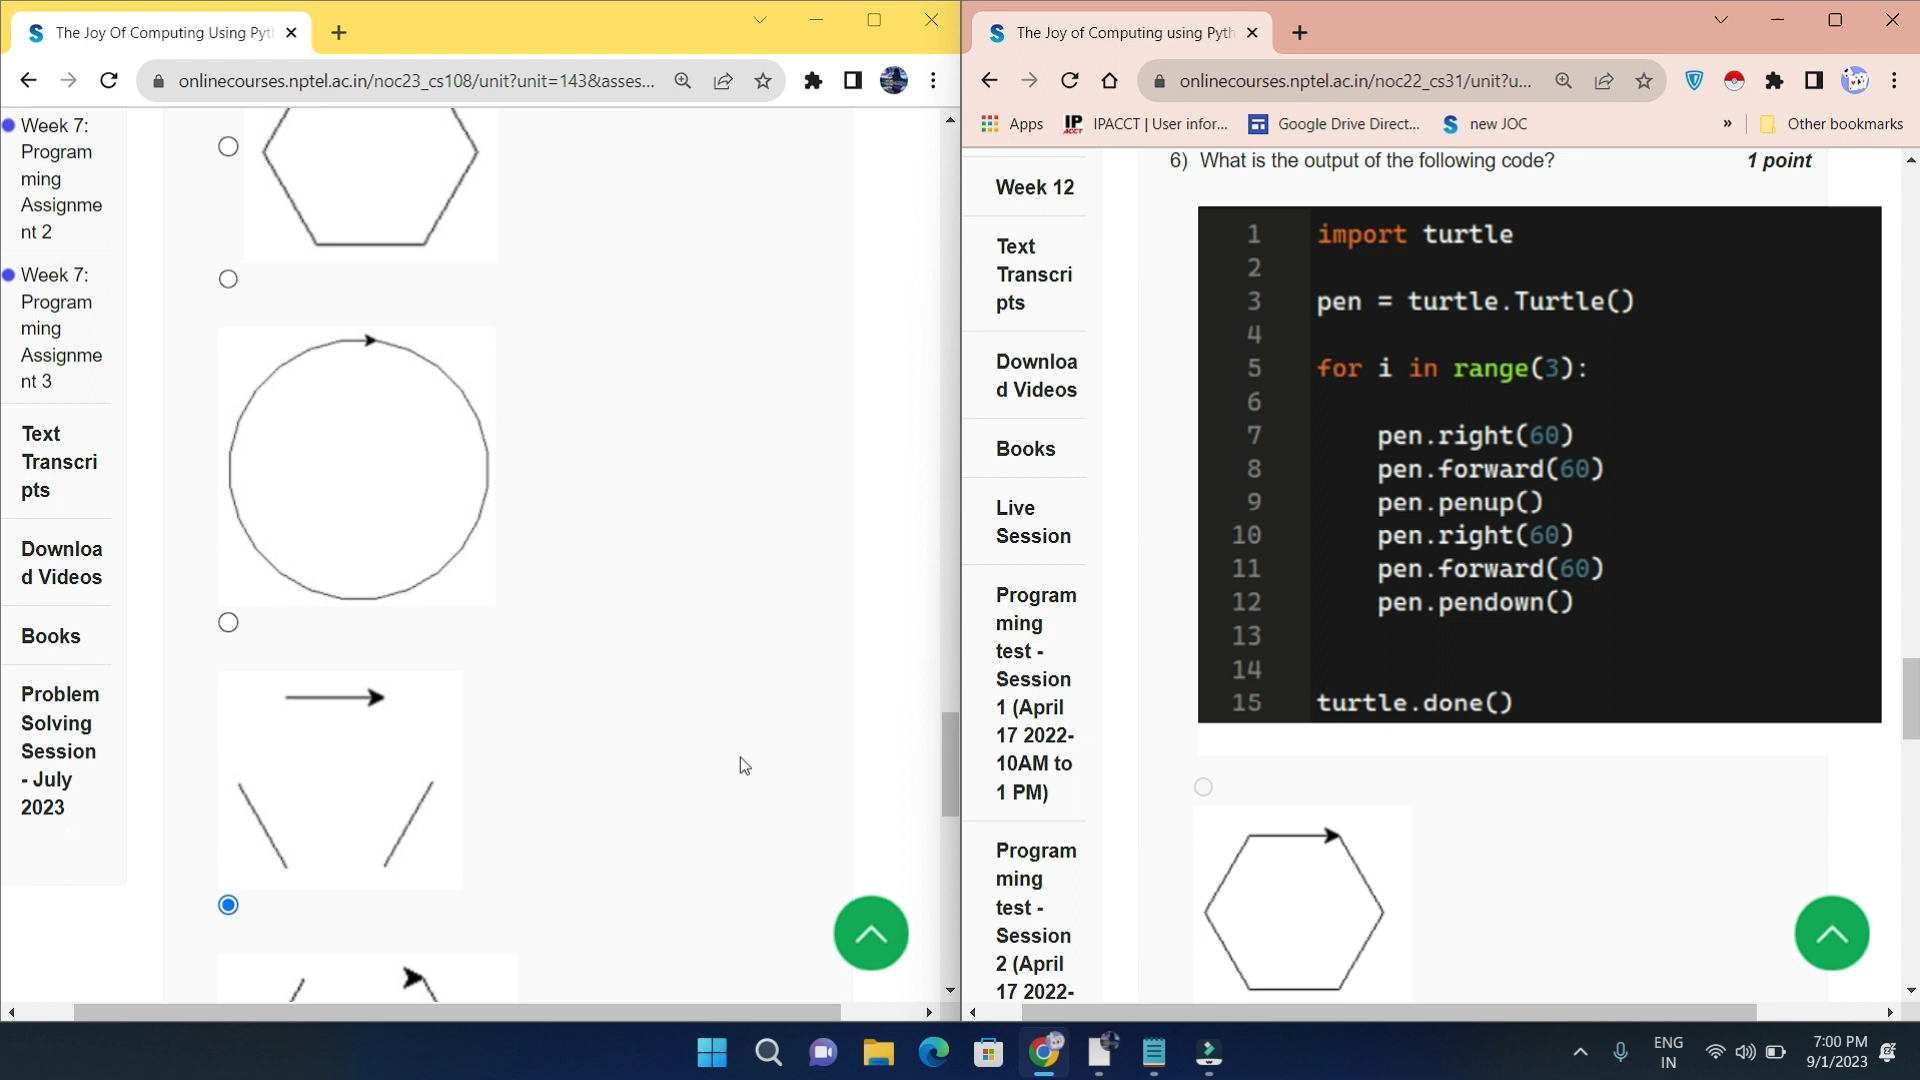 The Joy Of Computing Using Pyt
onlinecourses.nptel.ac.in/noc23_cs108/unit?unit=143&asses...
Week 7:
Program
ming
Assignme
nt 2
Week 7:
Program
ming
Assignme
nt 3
Text
Transcri
pts
Downloa
d Videos
Books
Problem
Solving
Session
- July
2023
The Joy of Computing using Pyth
onlinecourses.nptel.ac.in/noc22_cs31/unit?u...
Apps
IP ACCT
IPACCT | User infor...
Google Drive Direct...
new JOC
»
Other bookmarks
Week 12
Text
Transcri
pts
Downloa
d Videos
Books
Live
Session
Program
ming
test -
Session
1 (April
17 2022-
10AM to
1 PM)
Program
ming
test -
Session
2 (April
17 2022-
6) What is the output of the following code? 1 point
1 import turtle
2
3 pen = turtle.Turtle()
4
5 for i in range(3):
6
7 pen.right(60)
8 pen.forward(60)
9 pen.penup()
10 pen.right(60)
11 pen.forward(60)
12 pen.pendown()
13
14
15 turtle.done()
ENG
IN
7:00 PM
9/1/2023